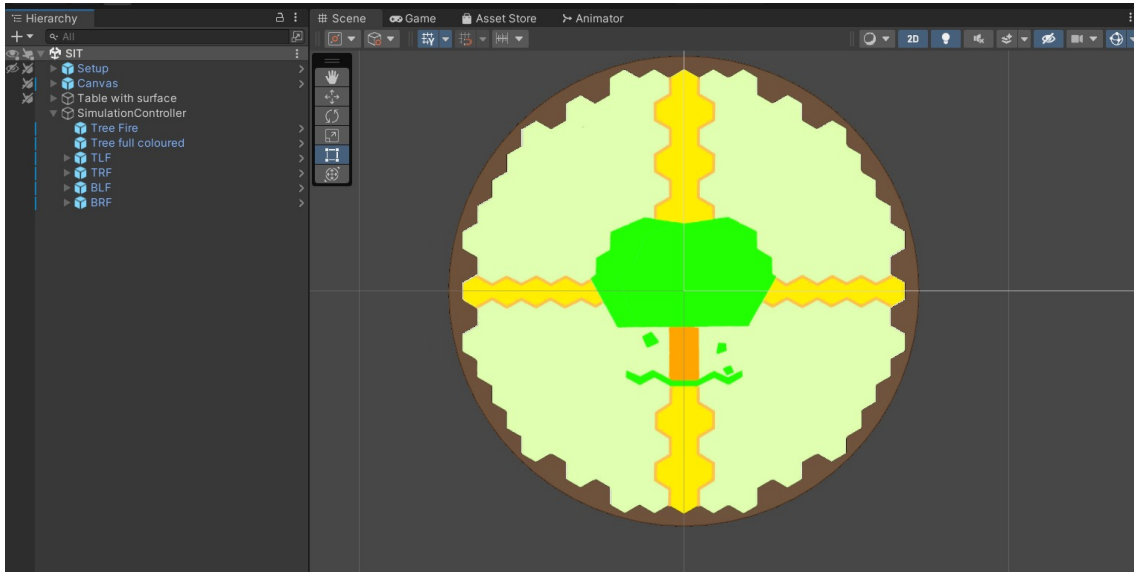 Hierarchy
# Scene
Game
Asset Store
Animator
All
2D
SIT
Setup
Canvas
Table with surface
SimulationController
Tree Fire
Tree full coloured
TLF
TRF
BLF
BRF